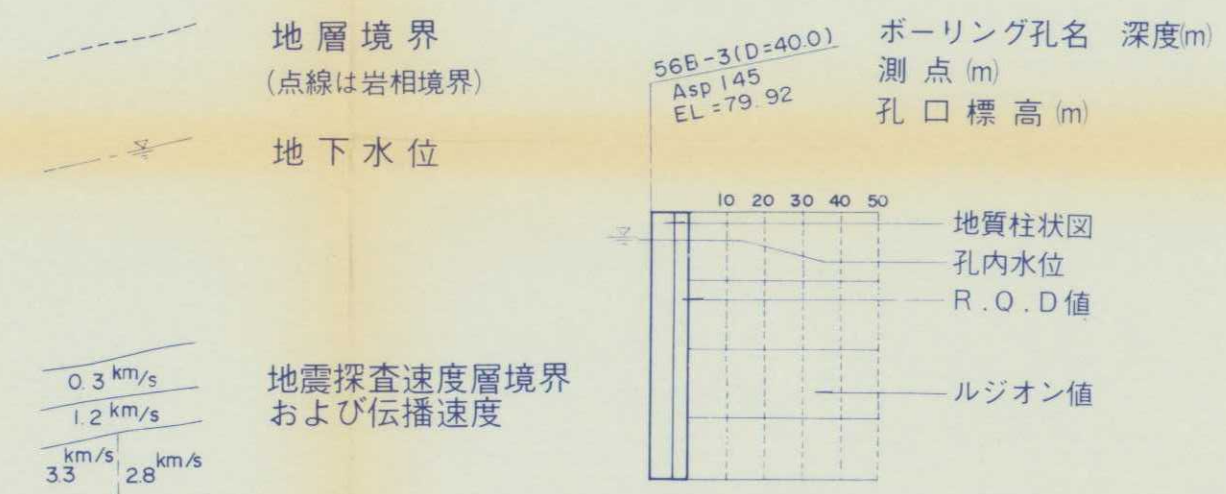 地層境界
(点線は岩相境界)
地下水位
0.3 km/s
1.2 km/s
3.3 km/s
2.8 km/s
地震探査速度層境界
および伝播速度
56B-3(D=40.0)
Asp 145
EL=79.92
ボーリング孔名 深度(m)
測点(m)
孔口標高(m)
10 20 30 40 50
地質柱状図
孔内水位
R.Q.D値
ルジオン値